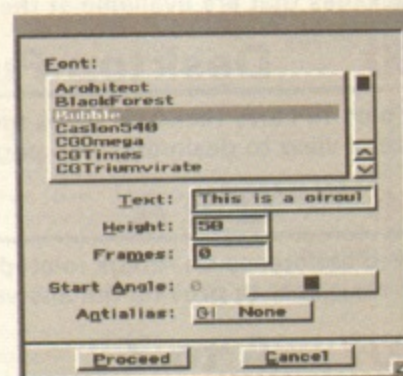 Font:
Architect
BlackForest
Bubble
Caslon540
CGOmega
CGTimes
CGTriumvirate
Text: This is a circul
Height: 50
Frames: 0
Start Angle: 0
Antialias: None
Proceed Cancel